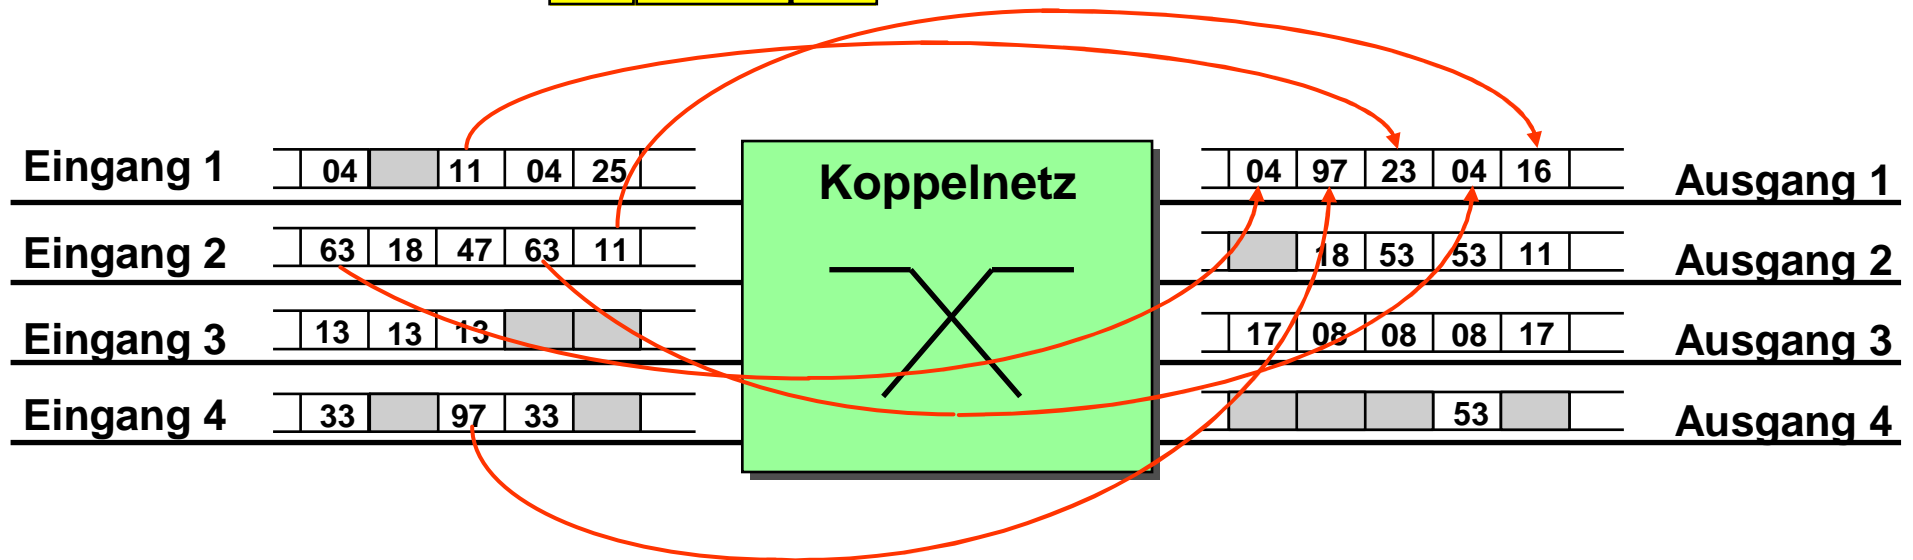 Eingang 1 04 11 04 25 Koppelnetz 04 97 23 04 16 Ausgang 1
Eingang 2 63 18 47 63 11 18 53 53 11 Ausgang 2
Eingang 3 13 13 13 17 08 08 08 17 Ausgang 3
Eingang 4 33 97 33 53 Ausgang 4